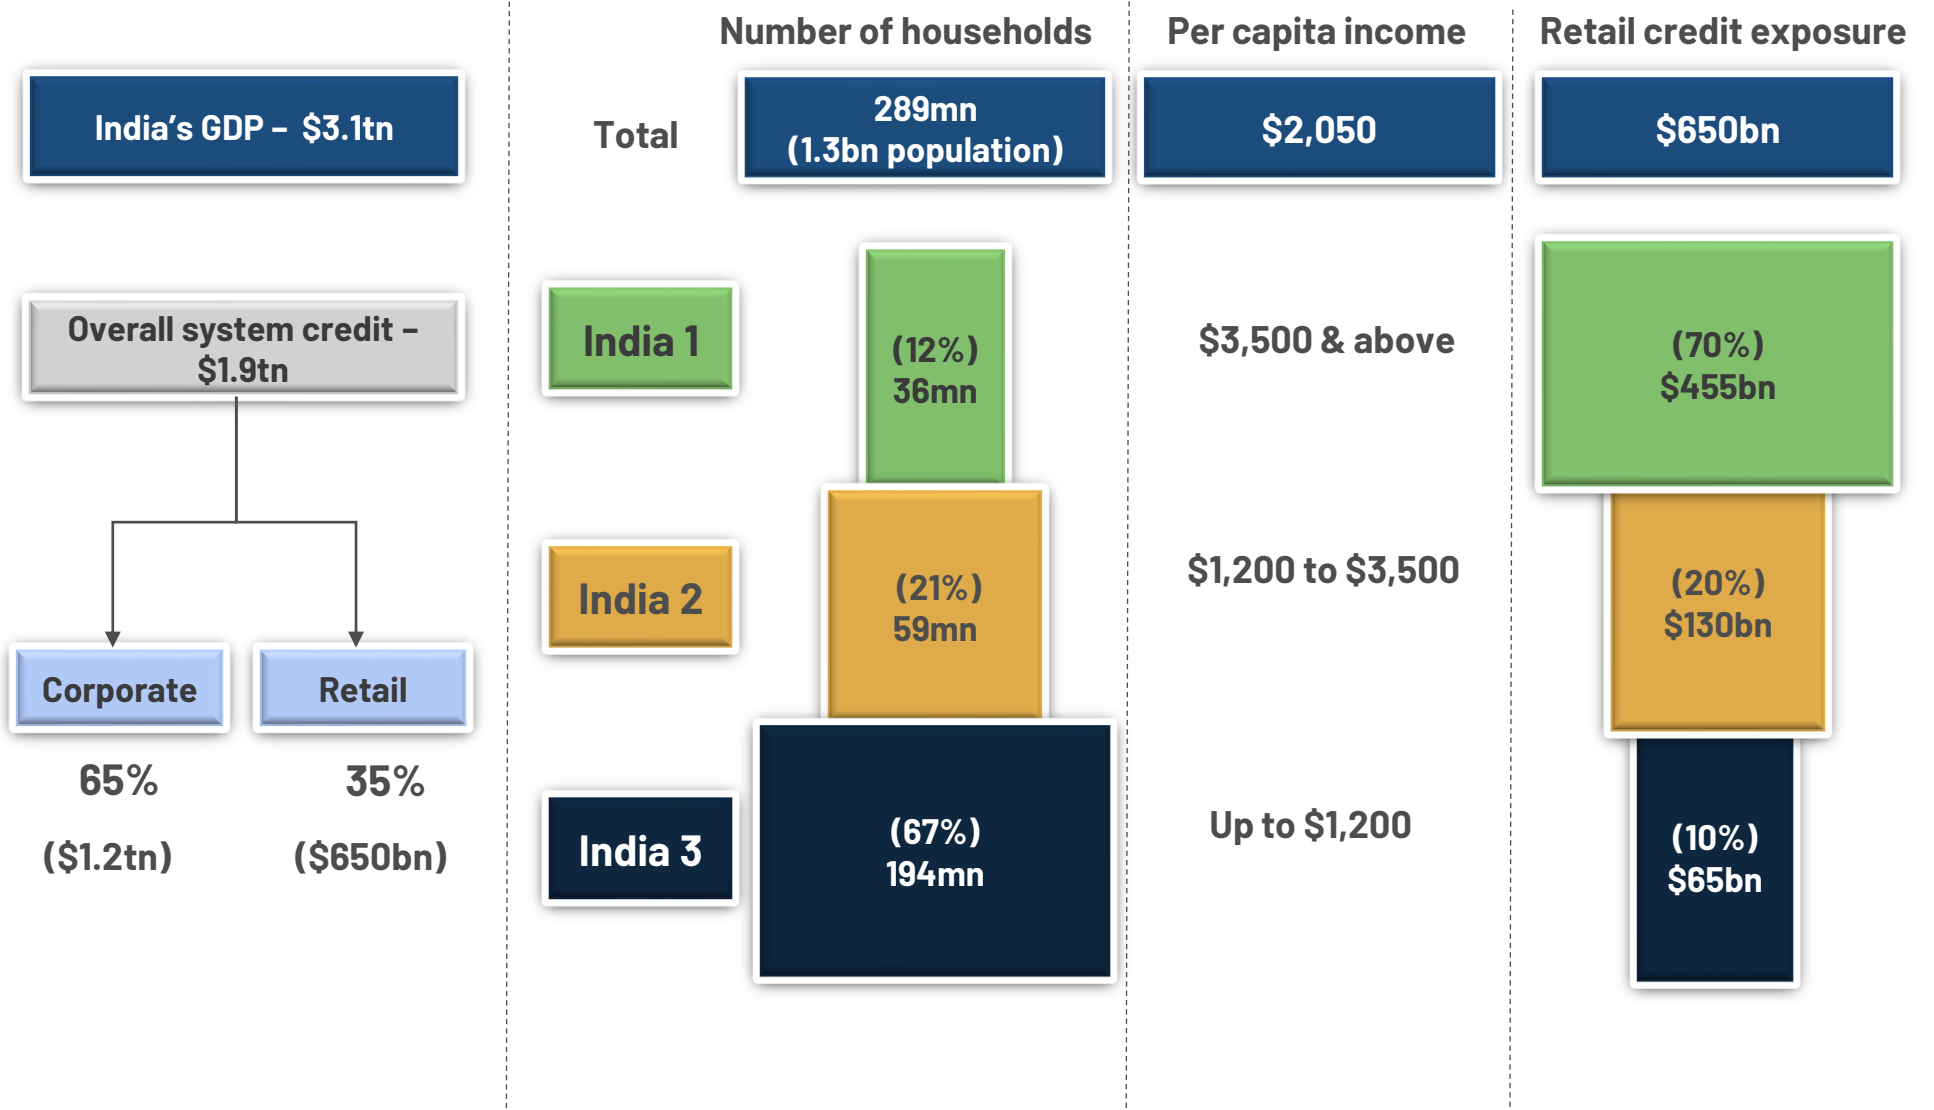 Number of households
Per capita income
Retail credit exposure
India’s GDP – $3.1tn
Total
289mn
(1.3bn population)
$2,050
$650bn
Overall system credit –
$1.9tn
India 1
(12%)
36mn
$3,500 & above
(70%)
$455bn
India 2
(21%)
59mn
$1,200 to $3,500
(20%)
$130bn
Corporate
Retail
65%
35%
($1.2tn)
($650bn)
India 3
(67%)
194mn
Up to $1,200
(10%)
$65bn